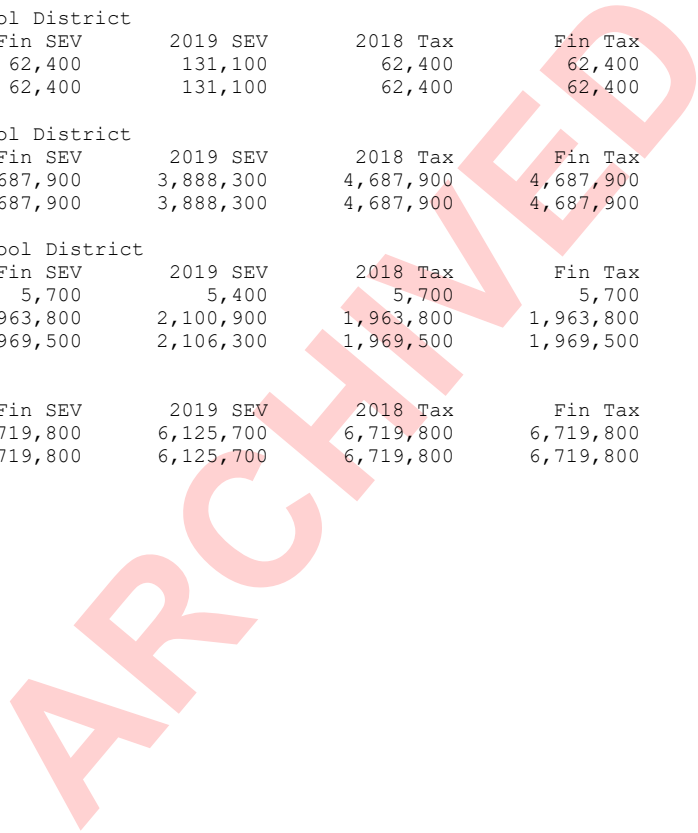 ol District
Fin SEV 2019 SEV 2018 Tax Fin Tax
62,400 131,100 62,400 62,400
62,400 131,100 62,400 62,400
ol District
Fin SEV 2019 SEV 2018 Tax Fin Tax
687,900 3,888,300 4,687,900 4,687,900
687,900 3,888,300 4,687,900 4,687,900
ool District
Fin SEV 2019 SEV 2018 Tax Fin Tax
5,700 5,400 5,700 5,700
963,800 2,100,900 1,963,800 1,963,800
969,500 2,106,300 1,969,500 1,969,500
Fin SEV 2019 SEV 2018 Tax Fin Tax
719,800 6,125,700 6,719,800 6,719,800
719,800 6,125,700 6,719,800 6,719,800
ARCHIVED